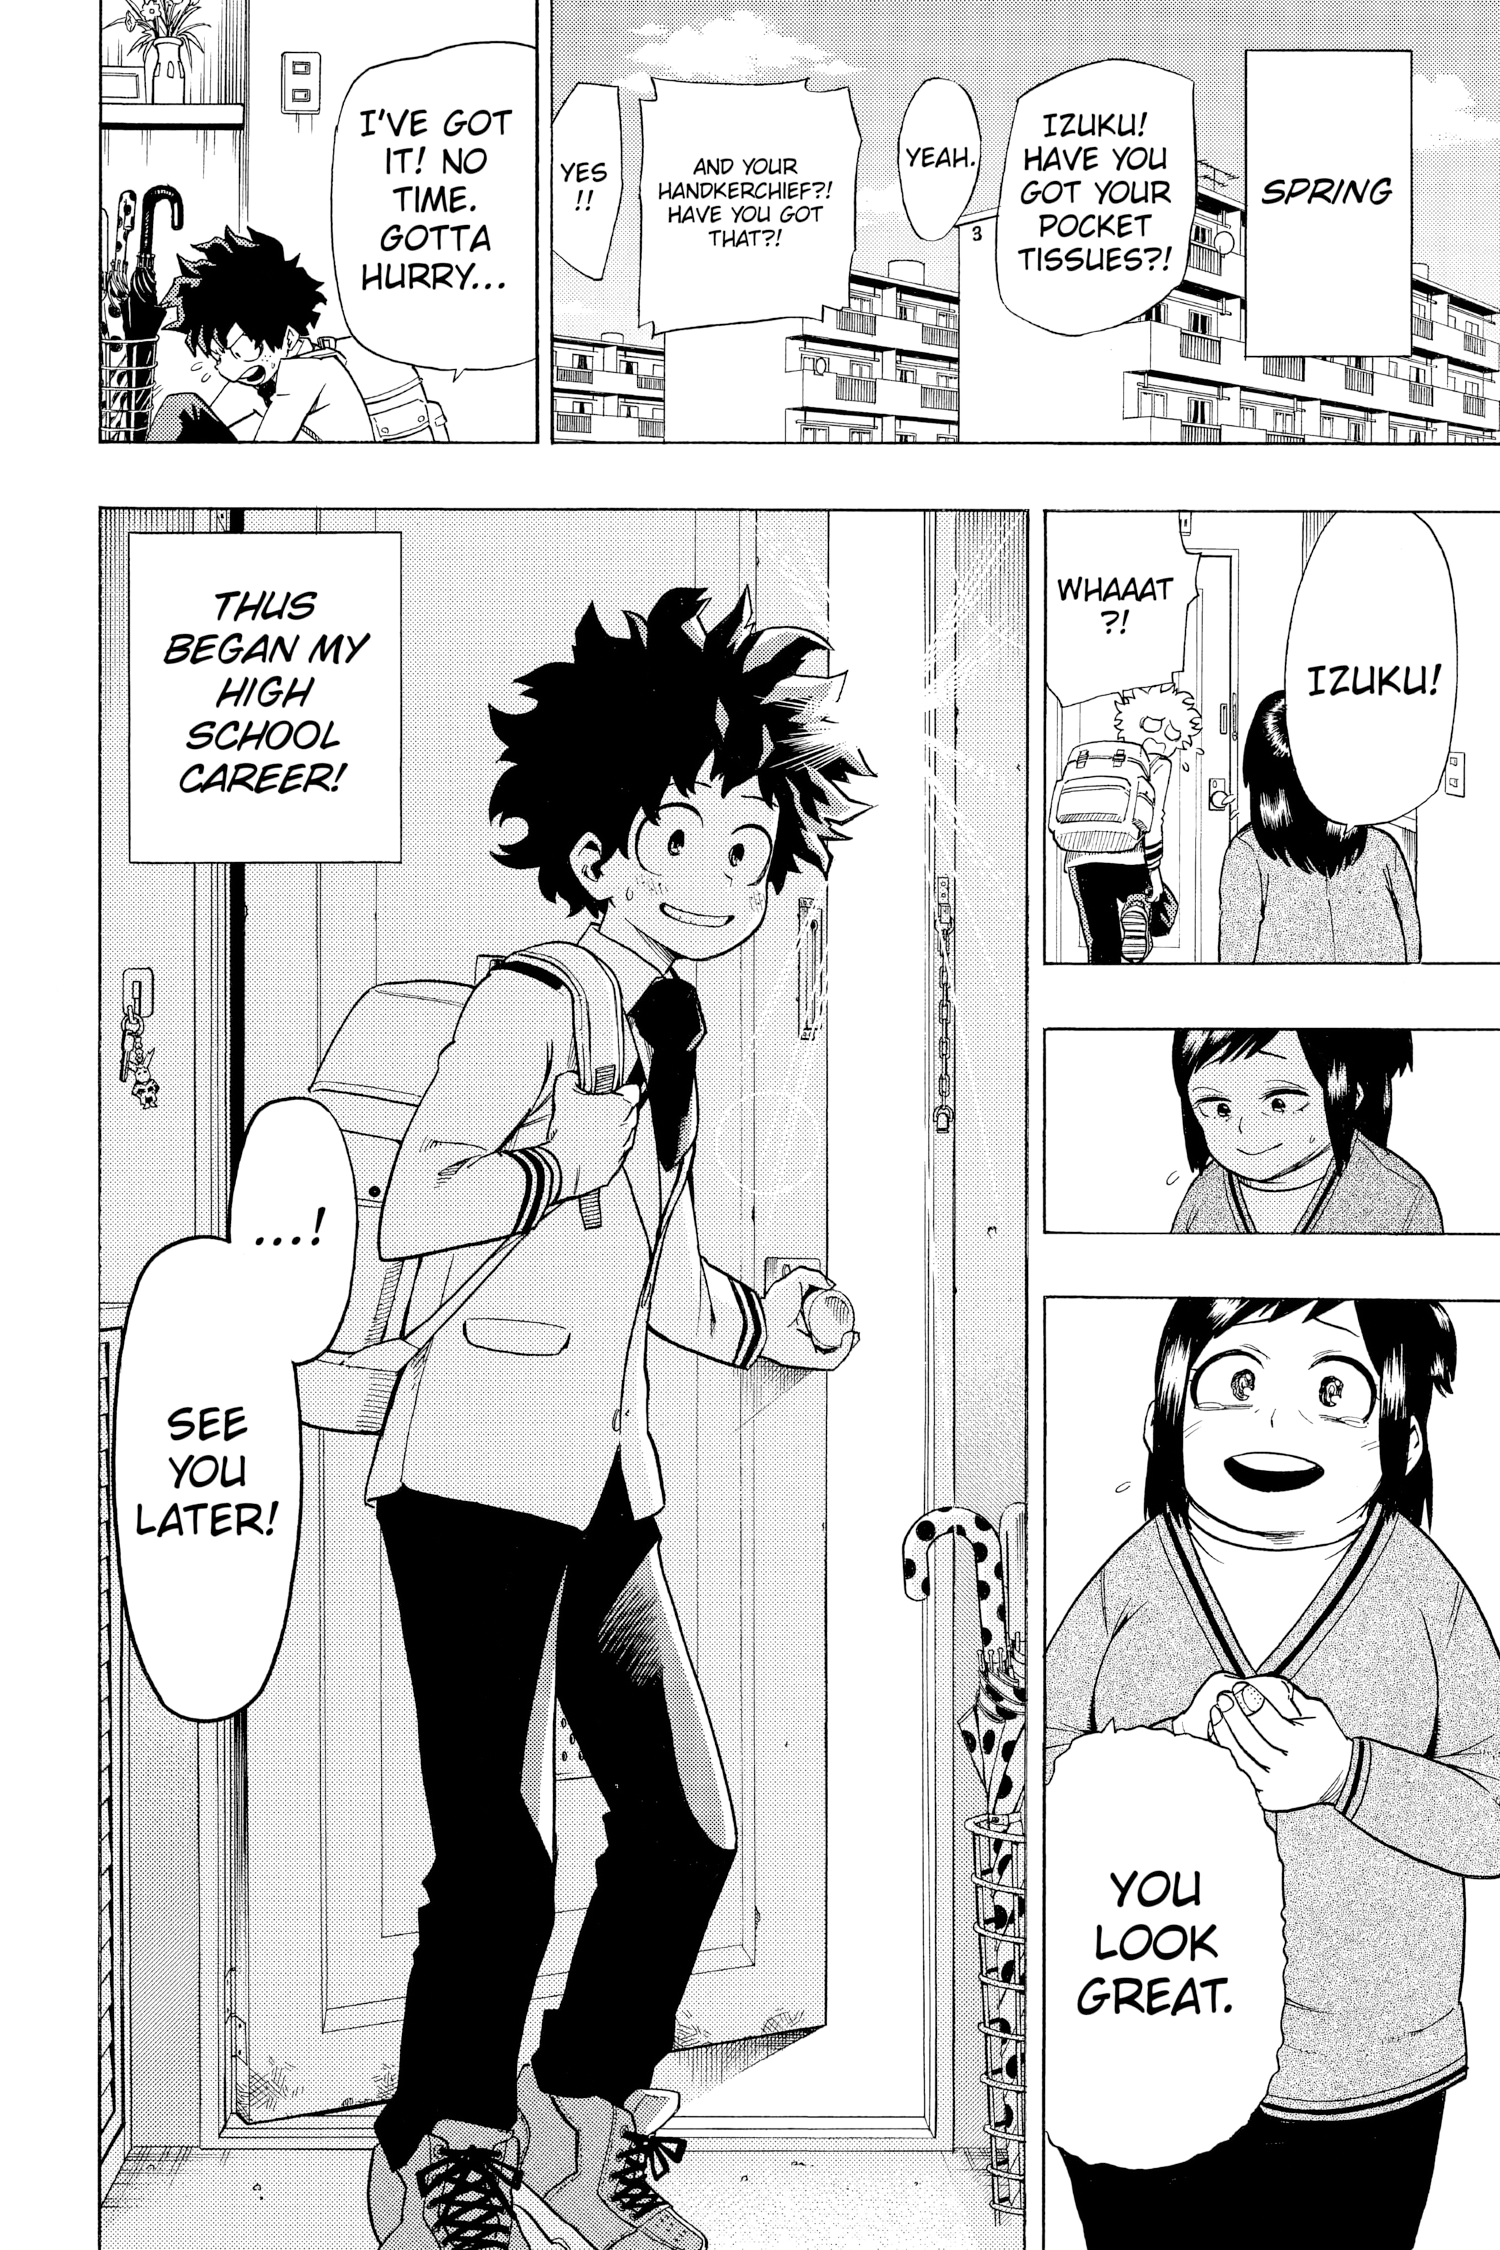 SPRING
IZUKU!
HAVE YOU
GOT YOUR
POCKET
TISSUES?!
YEAH.
3
AND YOUR
HANDKERCHIEF?!
HAVE YOU GOT
THAT?!
YES
!!
I'VE GOT
IT! NO
TIME.
GOTTA
HURRY...
IZUKU!
WHAAAT
?!
YOU
LOOK
GREAT.
THUS
BEGAN MY
HIGH
SCHOOL
CAREER!
...!
SEE
YOU
LATER!